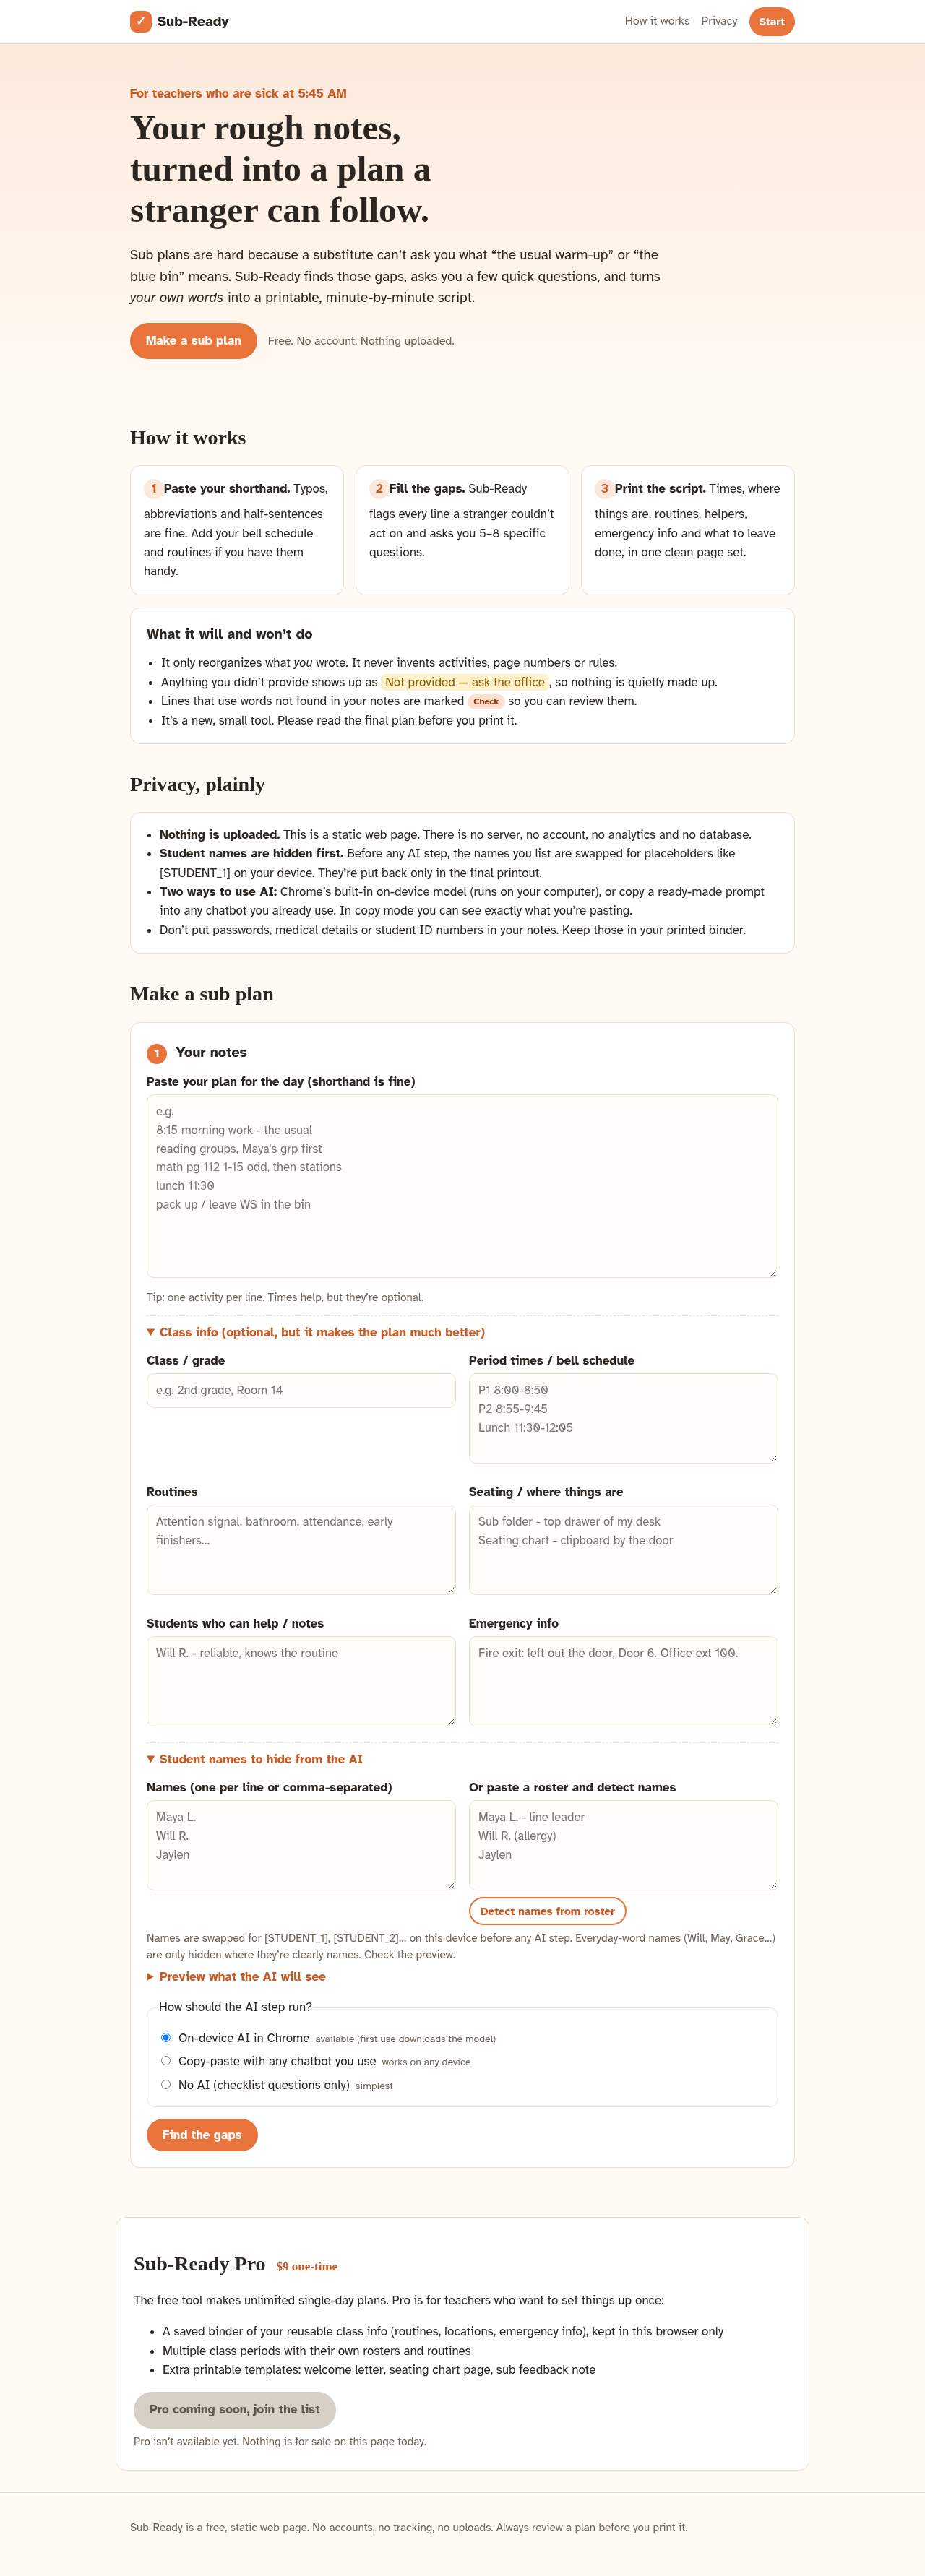 ✓ Sub-Ready
How it works Privacy Start
For teachers who are sick at 5:45 AM
Your rough notes,
turned into a plan a
stranger can follow.
Sub plans are hard because a substitute can’t ask you what “the usual warm-up” or “the
blue bin” means. Sub-Ready finds those gaps, asks you a few quick questions, and turns
your own words into a printable, minute-by-minute script.
Make a sub plan
Free. No account. Nothing uploaded.
How it works
1 Paste your shorthand. Typos,
abbreviations and half-sentences
are fine. Add your bell schedule
and routines if you have them
handy.
2 Fill the gaps. Sub-Ready
flags every line a stranger couldn’t
act on and asks you 5–8 specific
questions.
3 Print the script. Times, where
things are, routines, helpers,
emergency info and what to leave
done, in one clean page set.
What it will and won’t do
• It only reorganizes what you wrote. It never invents activities, page numbers or rules.
• Anything you didn’t provide shows up as Not provided — ask the office, so nothing is quietly made up.
• Lines that use words not found in your notes are marked Check so you can review them.
• It’s a new, small tool. Please read the final plan before you print it.
Privacy, plainly
• Nothing is uploaded. This is a static web page. There is no server, no account, no analytics and no database.
• Student names are hidden first. Before any AI step, the names you list are swapped for placeholders like
[STUDENT_1] on your device. They’re put back only in the final printout.
• Two ways to use AI: Chrome’s built-in on-device model (runs on your computer), or copy a ready-made prompt
into any chatbot you already use. In copy mode you can see exactly what you’re pasting.
• Don’t put passwords, medical details or student ID numbers in your notes. Keep those in your printed binder.
Make a sub plan
1 Your notes
Paste your plan for the day (shorthand is fine)
e.g.
8:15 morning work - the usual
reading groups, Maya's grp first
math pg 112 1-15 odd, then stations
lunch 11:30
pack up / leave WS in the bin
Tip: one activity per line. Times help, but they’re optional.
▼ Class info (optional, but it makes the plan much better)
Class / grade
e.g. 2nd grade, Room 14
Period times / bell schedule
P1 8:00-8:50
P2 8:55-9:45
Lunch 11:30-12:05
Routines
Attention signal, bathroom, attendance, early
finishers...
Seating / where things are
Sub folder - top drawer of my desk
Seating chart - clipboard by the door
Students who can help / notes
Will R. - reliable, knows the routine
Emergency info
Fire exit: left out the door, Door 6. Office ext 100.
▼ Student names to hide from the AI
Names (one per line or comma-separated)
Maya L.
Will R.
Jaylen
Or paste a roster and detect names
Maya L. - line leader
Will R. (allergy)
Jaylen
Detect names from roster
Names are swapped for [STUDENT_1], [STUDENT_2]... on this device before any AI step. Everyday-word names (Will, May, Grace...)
are only hidden where they’re clearly names. Check the preview.
▶ Preview what the AI will see
How should the AI step run?
On-device AI in Chrome available (first use downloads the model)
Copy-paste with any chatbot you use works on any device
No AI (checklist questions only) simplest
Find the gaps
Sub-Ready Pro $9 one-time
The free tool makes unlimited single-day plans. Pro is for teachers who want to set things up once:
• A saved binder of your reusable class info (routines, locations, emergency info), kept in this browser only
• Multiple class periods with their own rosters and routines
• Extra printable templates: welcome letter, seating chart page, sub feedback note
Pro coming soon, join the list
Pro isn’t available yet. Nothing is for sale on this page today.
Sub-Ready is a free, static web page. No accounts, no tracking, no uploads. Always review a plan before you print it.